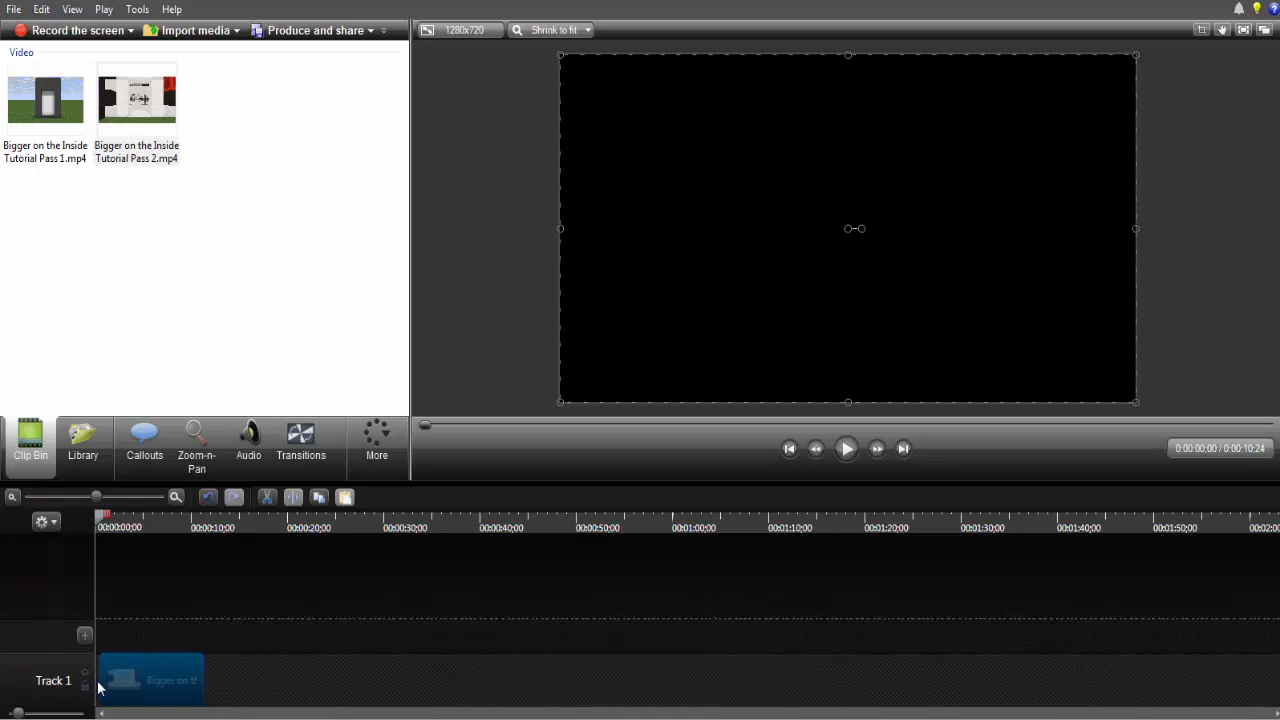 File Edit View Play Tools Help
Record the screen Import media Produce and share
1280x720 Shrink to fit
Video
Bigger on the Inside
Tutorial Pass 1.mp4
Bigger on the Inside
Tutorial Pass 2.mp4
Clip Bin Library Callouts Zoom-n-
Pan Audio Transitions More
0:00:00;00 / 0:00:10;24
00:00:00;00 00:00:10;00 00:00:20;00 00:00:30;00 00:00:40;00 00:00:50;00 00:01:00;00 00:01:10;00 00:01:20;00 00:01:30;00 00:01:40;00 00:01:50;00 00:02:0
Track 1 Bigger on th